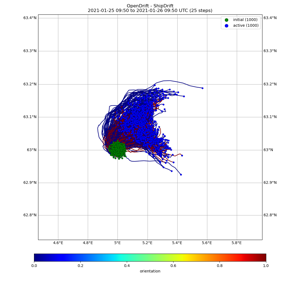 OpenDrift - ShipDrift
2021-01-25 09:50 to 2021-01-26 09:50 UTC (25 steps)
initial (1000)
active (1000)
63.4°N
63.4°N
63.3°N
63.3°N
63.2°N
63.2°N
63.1°N
63.1°N
63°N
63°N
62.9°N
62.9°N
62.8°N
4.6°E
4.8°E
5°E
5.2°E
5.4°E
5.6°E
5.8°E
0.0
0.2
0.4
0.6
0.8
1.0
orientation